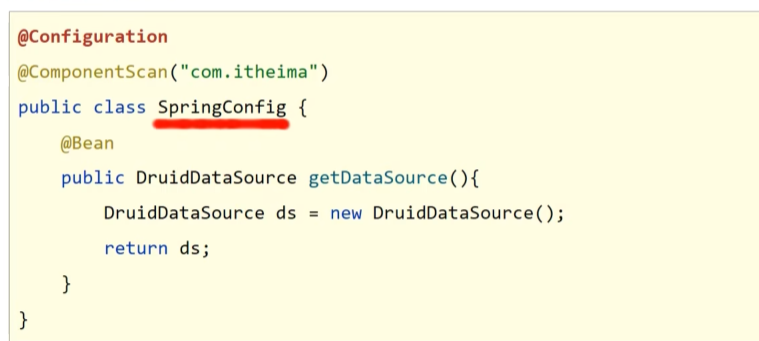 @Configuration
@ComponentScan("com.itheima")
public class SpringConfig {
    @Bean
    public DruidDataSource getDataSource(){
        DruidDataSource ds = new DruidDataSource();
        return ds;
    }
}